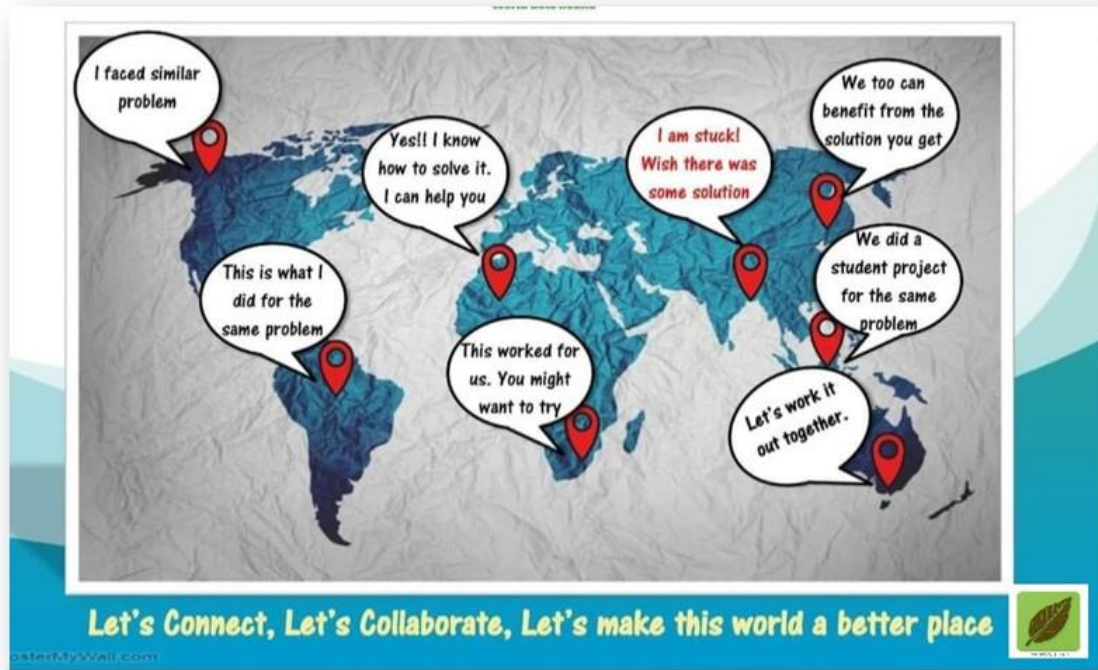 I faced similar
problem
Yes!! I know
how to solve it.
I can help you
I am stuck!
Wish there was
some solution
We too can
benefit from the
solution you get
This is what I
did for the
same problem
We did a
student project
for the same
problem
This worked for
us. You might
want to try
Let's work it
out together.
Let's Connect, Let's Collaborate, Let's make this world a better place
osterMyWall.com